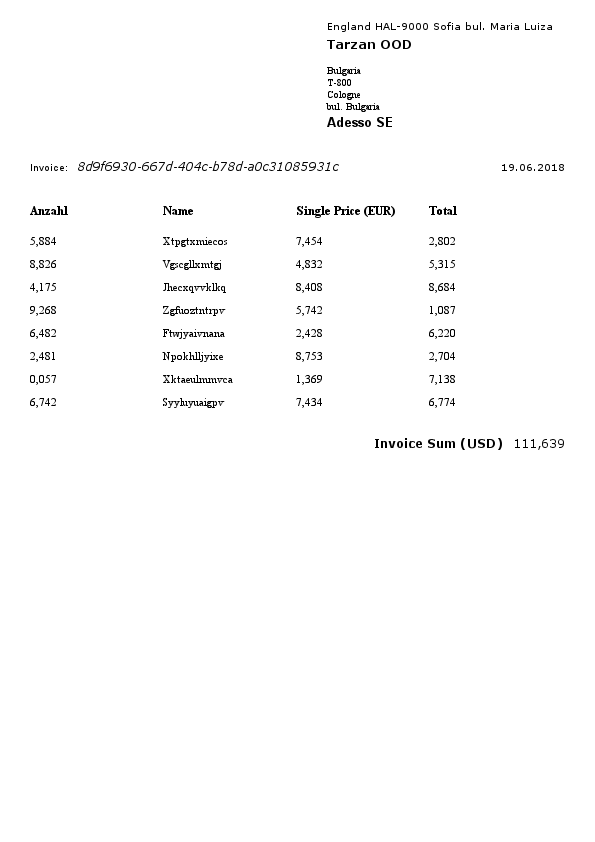 England HAL-9000 Sofia bul. Maria Luiza
Tarzan OOD
Bulgaria
T-800
Cologne
bul. Bulgaria
Adesso SE
Invoice: 8d9f6930-667d-404c-b78d-a0c31085931c 19.06.2018
Anzahl Name Single Price (EUR) Total
5,884 Xtpgtxmiecos 7,454 2,802
8,826 Vgscgllxmtgj 4,832 5,315
4,175 Jhecxqvvklkq 8,408 8,684
9,268 Zgfuoztntrpv 5,742 1,087
6,482 Ftwjyaivnana 2,428 6,220
2,481 Npokhlljyixe 8,753 2,704
0,057 Xktaeulmmvca 1,369 7,138
6,742 Syyluyuaigpv 7,434 6,774
Invoice Sum (USD) 111,639